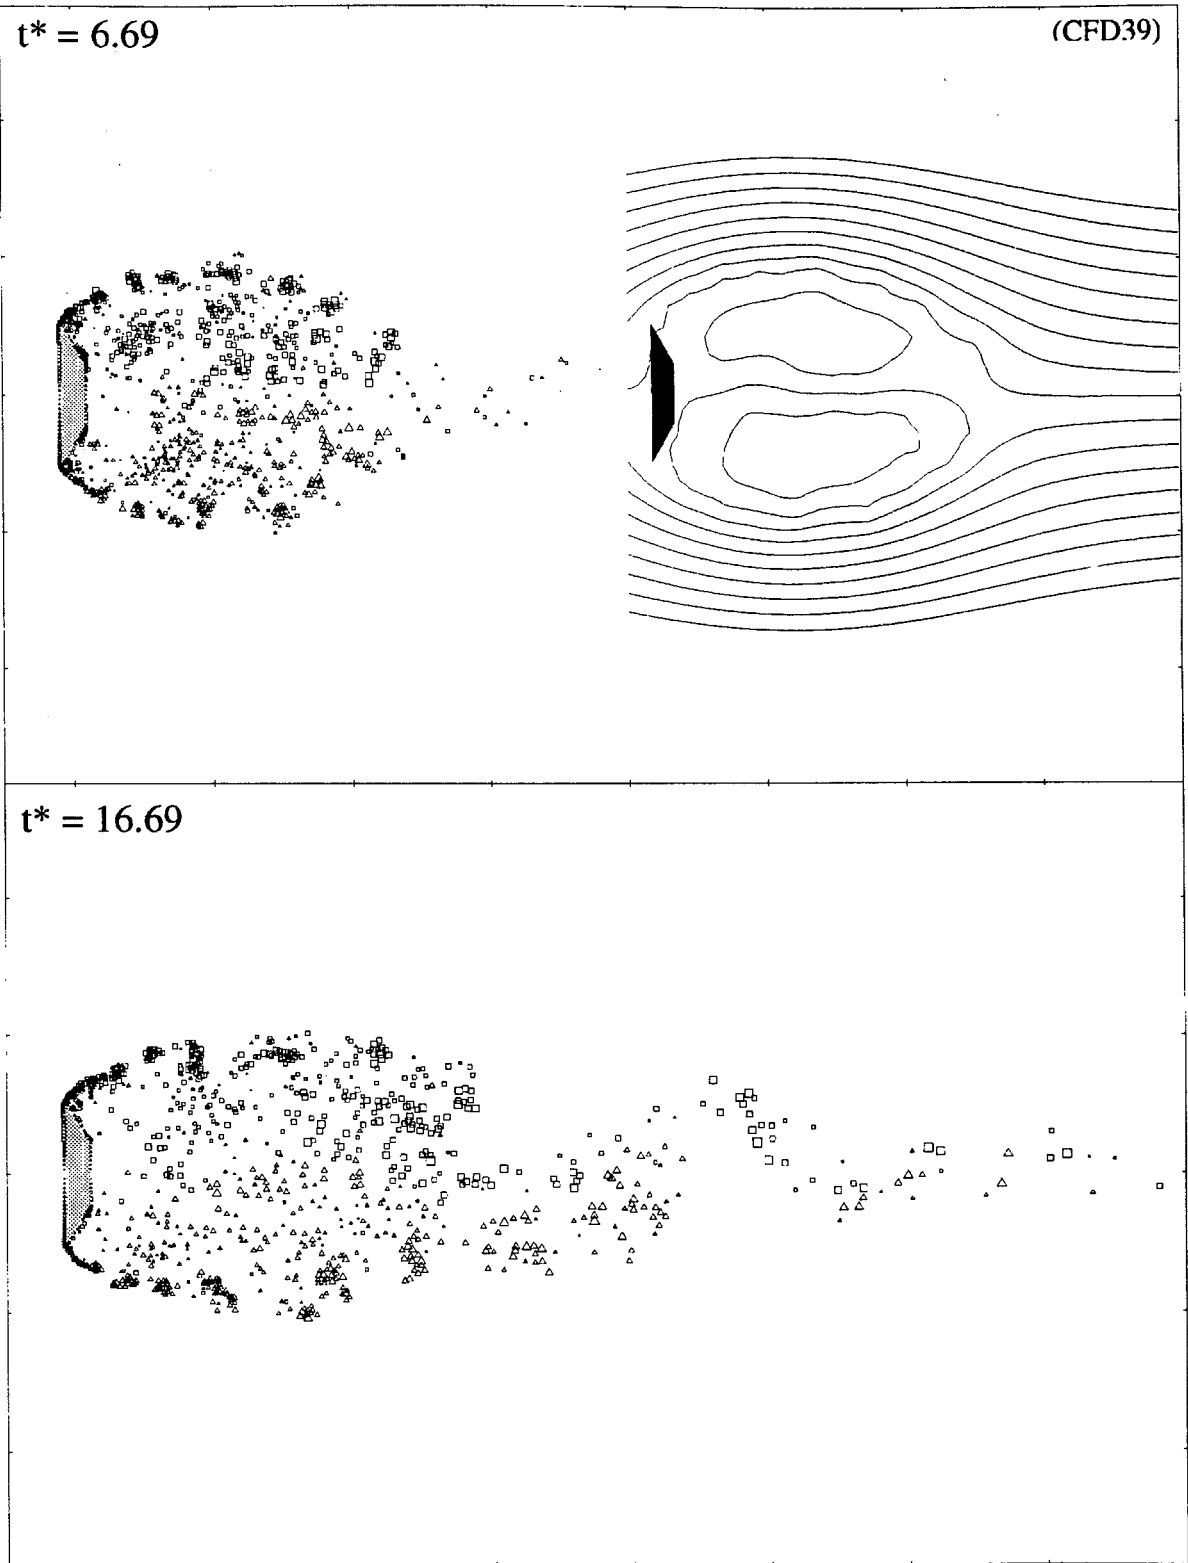 t* = 6.69
(CFD39)
t* = 16.69